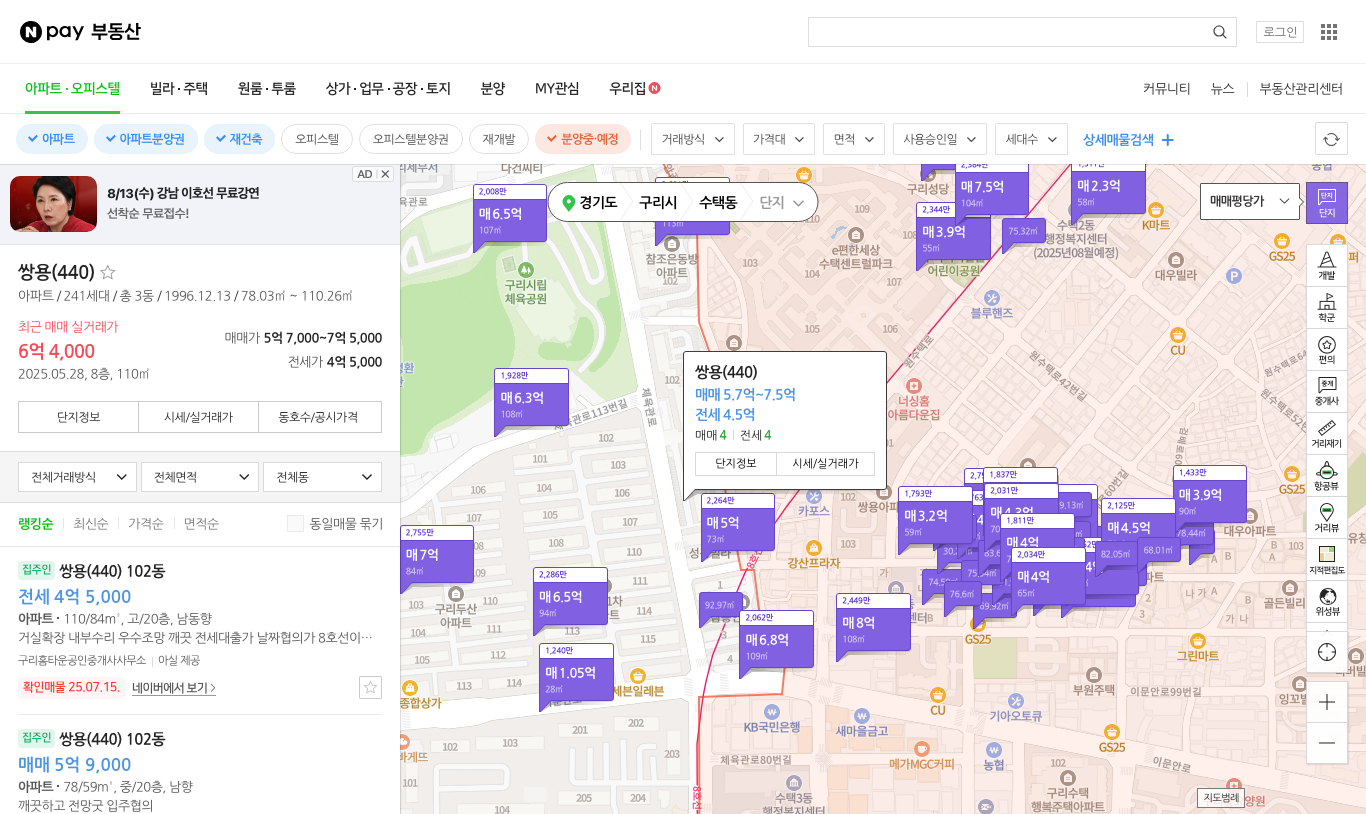 N pay 부동산
로그인
아파트·오피스텔
빌라·주택
원룸·투룸
상가·업무·공장·토지
분양
MY관심
우리집 N
커뮤니티
뉴스
부동산관리센터
아파트
아파트분양권
재건축
오피스텔
오피스텔분양권
재개발
분양중·예정
거래방식
가격대
면적
사용승인일
세대수
상세매물검색
AD
8/13(수) 강남 이호선 무료강연
선착순 무료접수!
쌍용(440)
아파트 / 241세대 / 총 3동 / 1996.12.13 / 78.03㎡ ~ 110.26㎡
최근 매매 실거래가
6억 4,000
2025.05.28, 8층, 110㎡
매매가 5억 7,000~7억 5,000
전세가 4억 5,000
단지정보
시세/실거래가
동호수/공시가격
전체거래방식
전체면적
전체동
랭킹순
최신순
가격순
면적순
동일매물 묶기
집주인 쌍용(440) 102동
전세 4억 5,000
아파트 · 110/84㎡, 고/20층, 남동향
거실확장 내부수리 우수조망 깨끗 전세대출가 날짜협의가 8호선이…
구리홈타운공인중개사사무소
아실 제공
확인매물 25.07.15.
네이버에서 보기
집주인 쌍용(440) 102동
매매 5억 9,000
아파트 · 78/59㎡, 중/20층, 남향
깨끗하고 전망굿 입주협의
경기도
구리시
수택동
단지
매매평당가
단지
단지
개발
학군
편의
중개
중개사
거리재기
항공뷰
거리뷰
지적편집도
위성뷰
지도범례
쌍용(440)
매매 5.7억~7.5억
전세 4.5억
매매 4
전세 4
단지정보
시세/실거래가
다건씨티
2,008만
매6.5억
107㎡
113㎡
참조은동방
아파트
구리시립
체육공원
1,928만
매6.3억
108㎡
체육관로113번길
체육관로
구리성당
매7.5억
104㎡
2,344만
매3.9억
55㎡
75.32㎡
매2.3억
58㎡
어린이공원
e편한세상
수택센트럴파크
수택2동
행정복지센터
(2025년08월예정)
K마트
GS25
대우빌라
블루핸즈
CU
원수택로
원수택로42번길
너싱홈
아름다운집
2,264만
매5억
73㎡
2,755만
매7억
84㎡
2,286만
매6.5억
94㎡
1,240만
매1.05억
28㎡
92.97㎡
2,062만
매6.8억
109㎡
2,449만
매8억
108㎡
카포스
쌍용아파
강산프라자
1,793만
매3.2억
59㎡
1,837만
2,031만
매4.3억
1,811만
매4억
2,034만
매4억
65㎡
2,125만
매4.5억
1,433만
매3.9억
90㎡
82.05㎡
68.01㎡
78.44㎡
76.6㎡
69.92㎡
GS25
대우아파트
골든빌라
그린마트
구리두산
아파트
종합상가
세븐일레븐
바게뜨
KB국민은행
새마을금고
메가MGC커피
체육관로80번길
수택3동
행정복지센터
CU
기아오토큐
농협
부원주택
이문안로99번길
잉꼬빌라
GS25
이문안로
구리수택
행복주택아파트